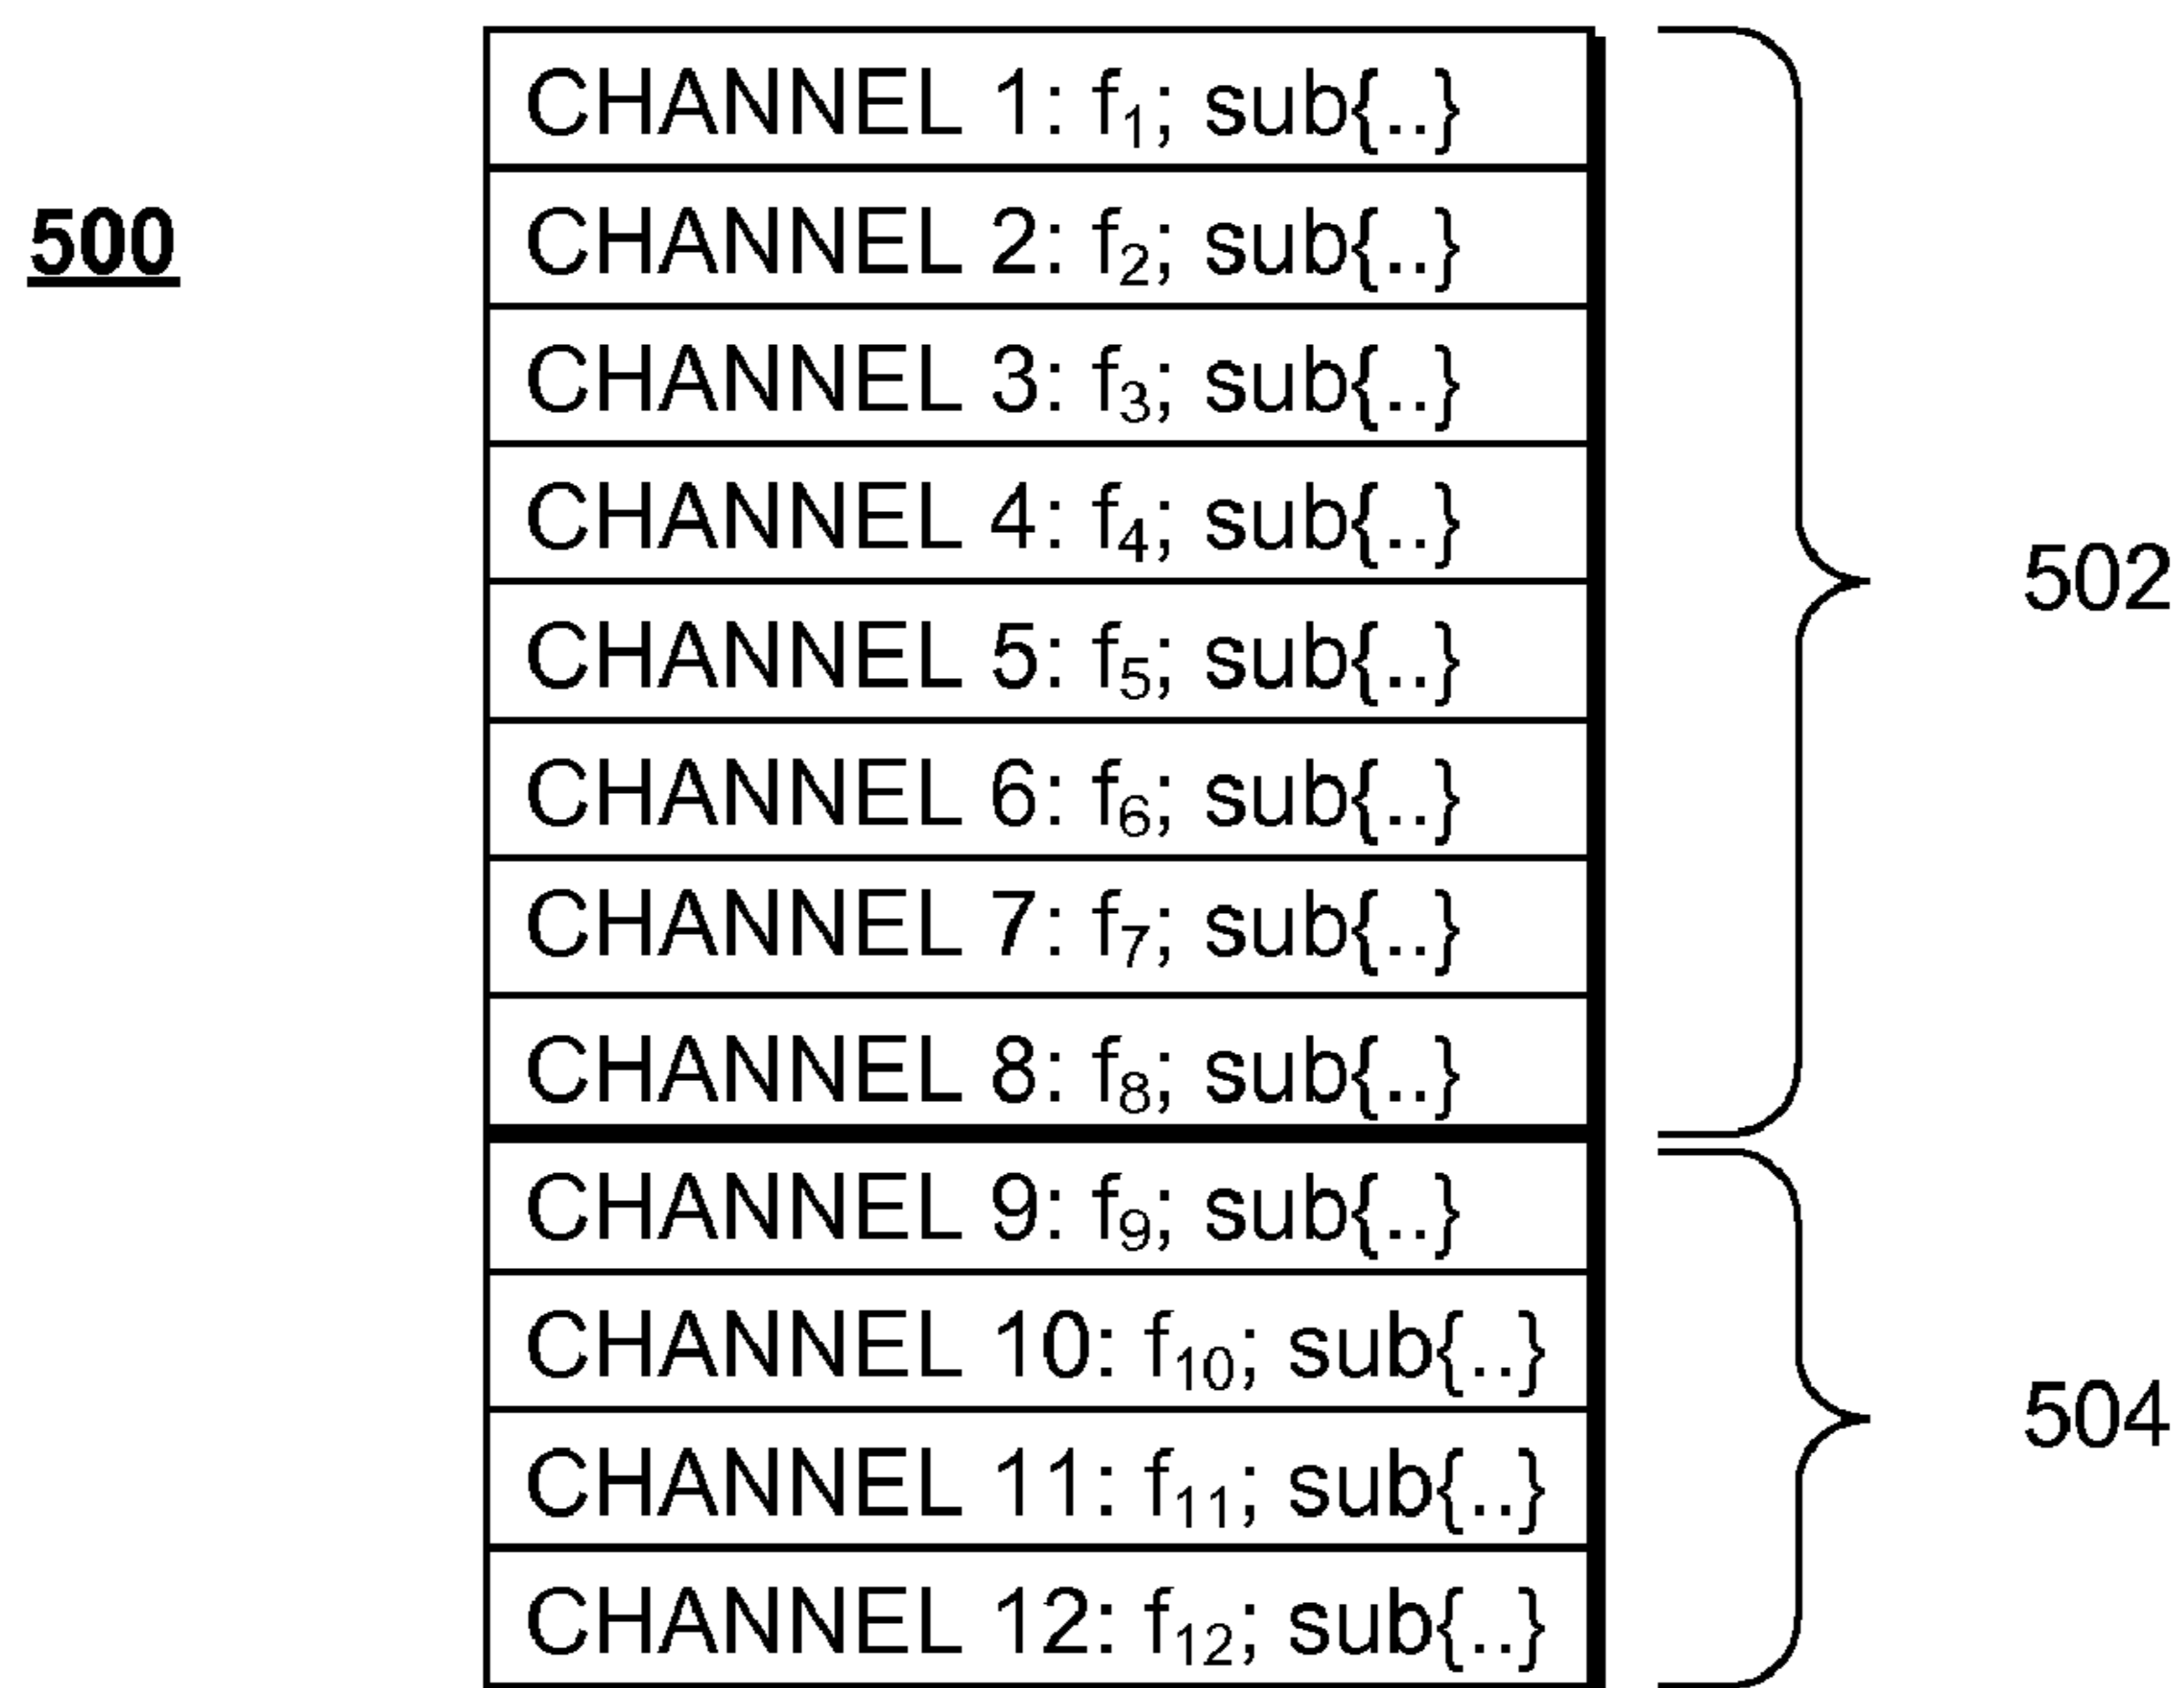 CHANNEL 1: f₁; sub{..}
500
CHANNEL 2: f₂; sub{..}
CHANNEL 3: f₃; sub{..}
CHANNEL 4: f₄; sub{..}
502
CHANNEL 5: f₅; sub{..}
CHANNEL 6: f₆; sub{..}
CHANNEL 7: f₇; sub{..}
CHANNEL 8: f₈; sub{..}
CHANNEL 9: f₉; sub{..}
CHANNEL 10: f₁₀; sub{..}
504
CHANNEL 11: f₁₁; sub{..}
CHANNEL 12: f₁₂; sub{..}